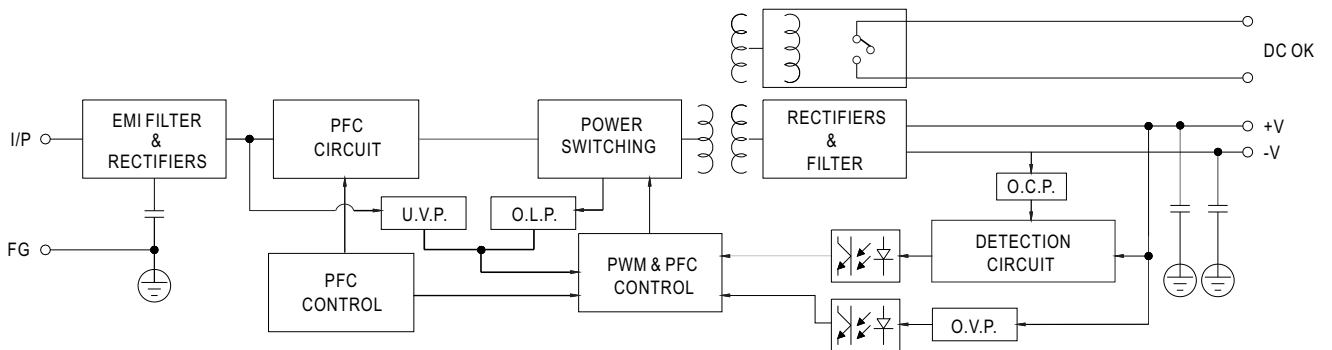 DC OK
I/P
EMI FILTER
&
RECTIFIERS
PFC
CIRCUIT
POWER
SWITCHING
RECTIFIERS
&
FILTER
+V
-V
U.V.P.
O.L.P.
O.C.P.
FG
PFC
CONTROL
PWM & PFC
CONTROL
DETECTION
CIRCUIT
O.V.P.